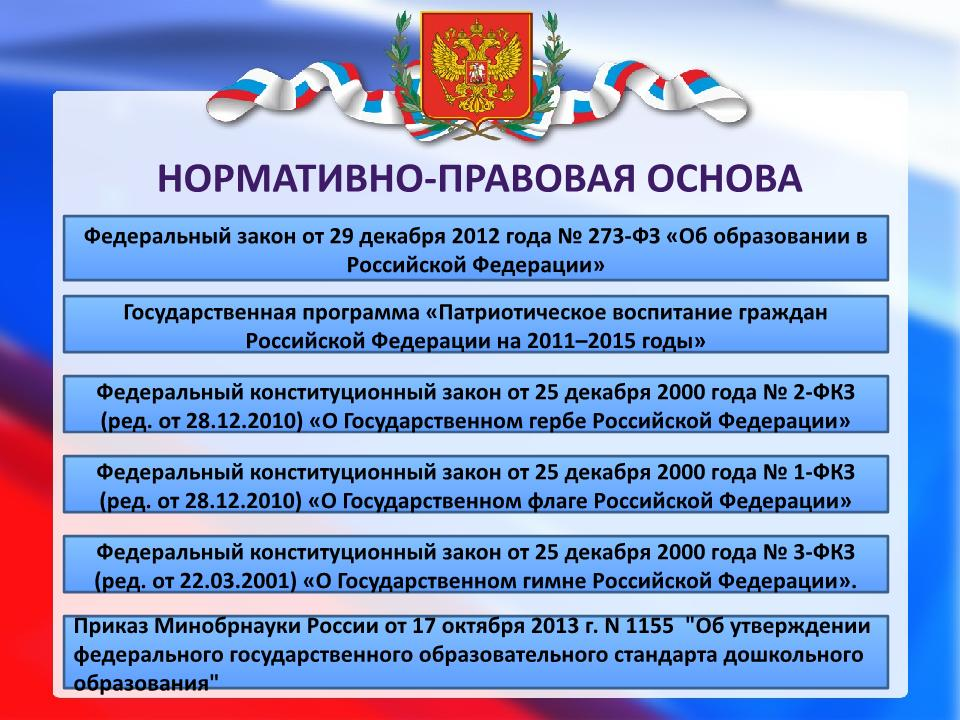 НОРМАТИВНО-ПРАВОВАЯ ОСНОВА
Федеральный закон от 29 декабря 2012 года № 273-ФЗ «Об образовании в
Российской Федерации»
Государственная программа «Патриотическое воспитание граждан
Российской Федерации на 2011–2015 годы»
Федеральный конституционный закон от 25 декабря 2000 года № 2-ФКЗ
(ред. от 28.12.2010) «О Государственном гербе Российской Федерации»
Федеральный конституционный закон от 25 декабря 2000 года № 1-ФКЗ
(ред. от 28.12.2010) «О Государственном флаге Российской Федерации»
Федеральный конституционный закон от 25 декабря 2000 года № 3-ФКЗ
(ред. от 22.03.2001) «О Государственном гимне Российской Федерации».
Приказ Минобрнауки России от 17 октября 2013 г. N 1155  "Об утверждении
федерального государственного образовательного стандарта дошкольного
образования"